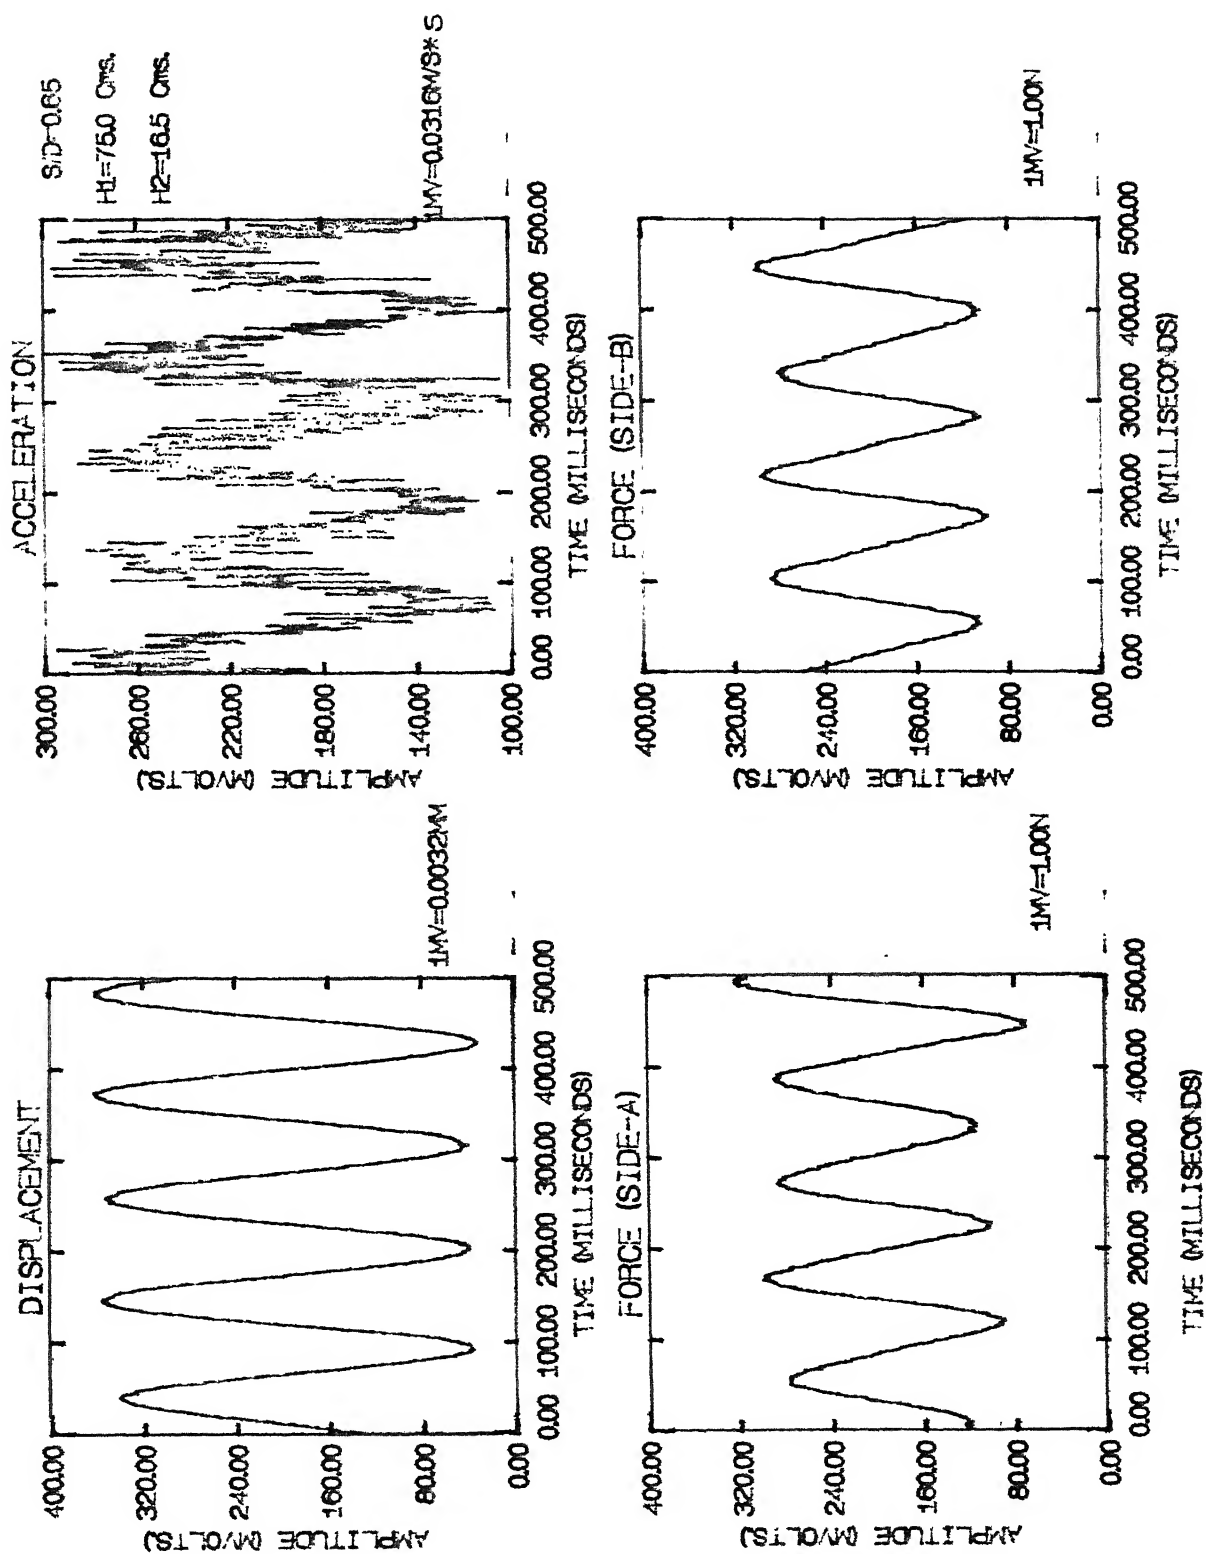 DISPLACEMENT
AMPLITUDE (MVOLTS)
400.00
320.00
240.00
160.00
80.00
0.00
0.00 100.00 200.00 300.00 400.00 500.00
TIME (MILLISECONDS)
1MV=0.0032MM
ACCELERATION
AMPLITUDE (MVOLTS)
300.00
260.00
220.00
180.00
140.00
100.00
0.00 100.00 200.00 300.00 400.00 500.00
TIME (MILLISECONDS)
S/D=0.65
H1=75.0 Cms.
H2=16.5 Cms.
1MV=0.0316M/S*S
FORCE (SIDE-A)
AMPLITUDE (MVOLTS)
400.00
320.00
240.00
160.00
80.00
0.00
0.00 100.00 200.00 300.00 400.00 500.00
TIME (MILLISECONDS)
1MV=1.00N
FORCE (SIDE-B)
AMPLITUDE (MVOLTS)
400.00
320.00
240.00
160.00
80.00
0.00
0.00 100.00 200.00 300.00 400.00 500.00
TIME (MILLISECONDS)
1MV=1.00N